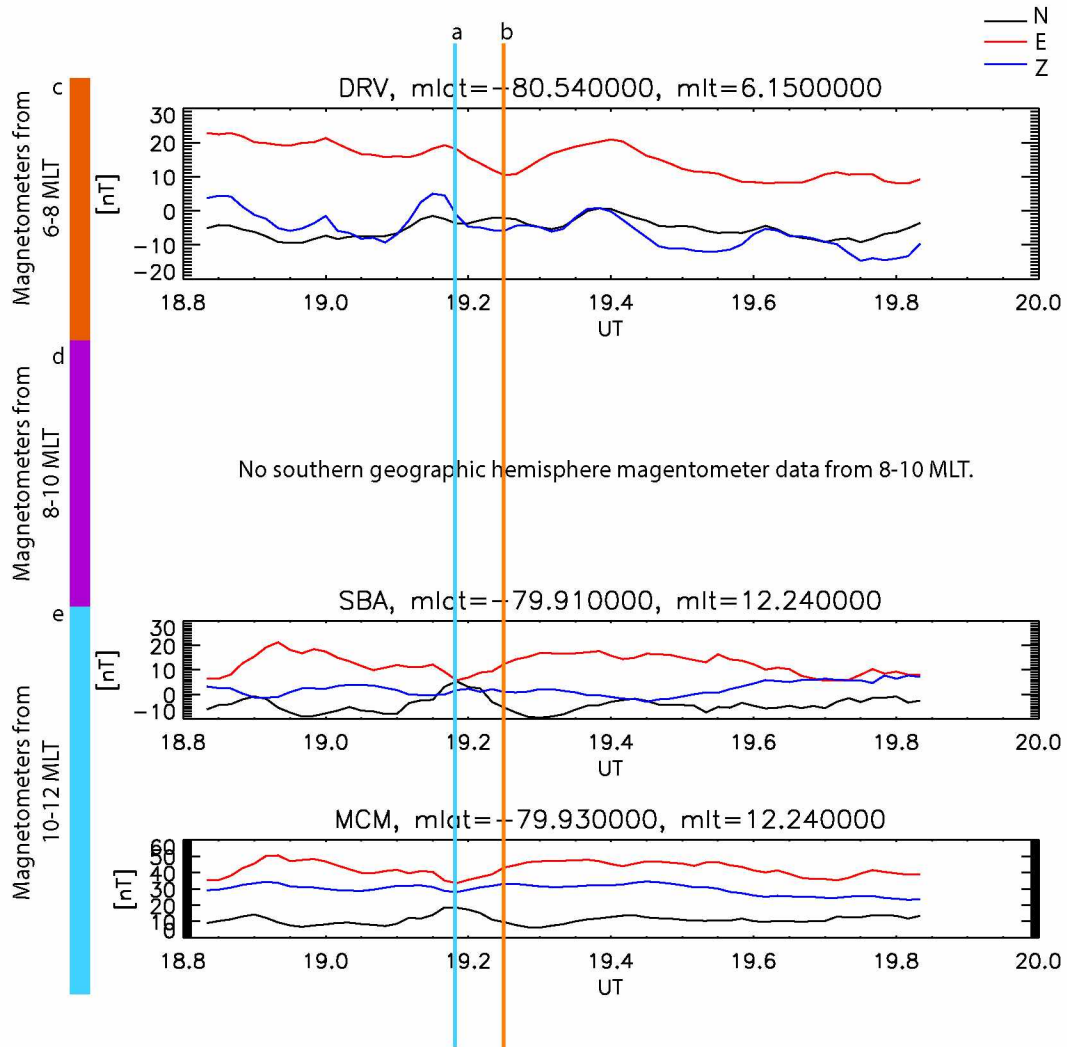 a
b
N
E
Z
c
Magnetometers from
6-8 MLT
DRV, mlat=-80.540000, mlt=6.1500000
[nT]
30
20
10
0
-10
-20
18.8 19.0 19.2 19.4 19.6 19.8 20.0
UT
d
Magnetometers from
8-10 MLT
No southern geographic hemisphere magentometer data from 8-10 MLT.
e
Magnetometers from
10-12 MLT
SBA, mlat=-79.910000, mlt=12.240000
[nT]
30
20
10
0
-10
18.8 19.0 19.2 19.4 19.6 19.8 20.0
UT
MCM, mlat=-79.930000, mlt=12.240000
[nT]
60
50
40
30
20
10
0
18.8 19.0 19.2 19.4 19.6 19.8 20.0
UT